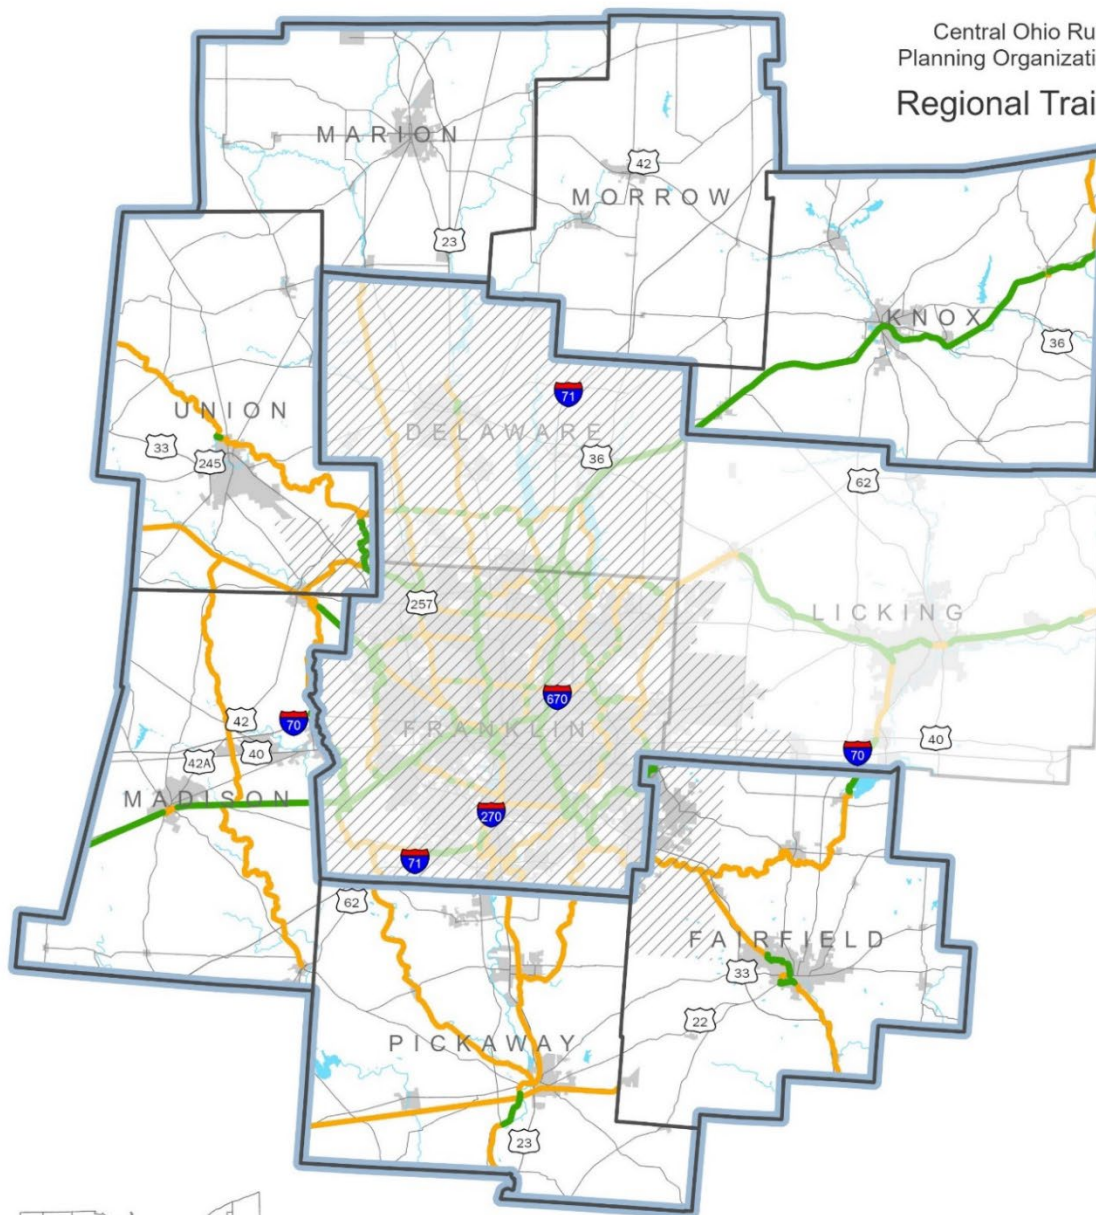 Central Ohio Ru
Planning Organizati
Regional Trai
MARION
42
MORROW
23
KNOX
36
71
UNION
DELAWARE
33
245
36
62
257
LICKING
670
42
70
FRANKLIN
40
40
42A
70
MADISON
270
71
62
FAIRFIELD
33
22
PICKAWAY
23